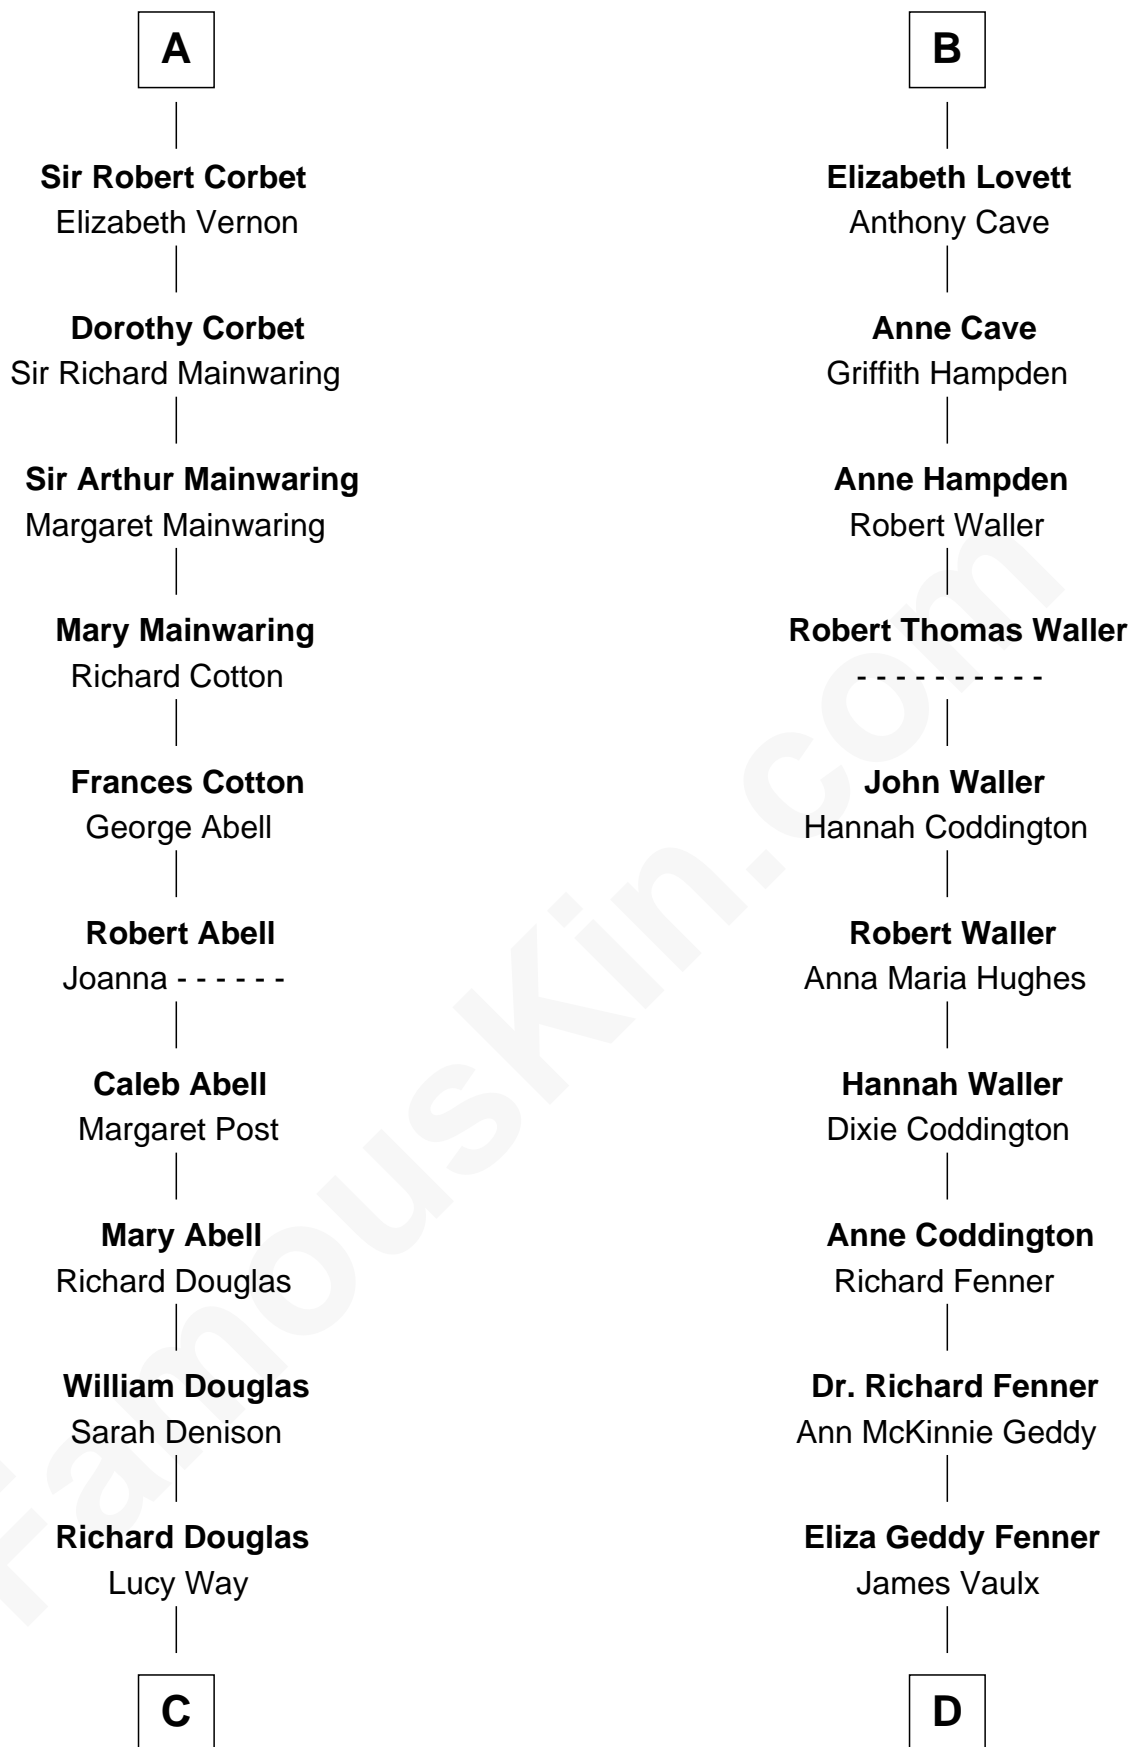 A
Sir Robert Corbet
Elizabeth Vernon
Dorothy Corbet
Sir Richard Mainwaring
Sir Arthur Mainwaring
Margaret Mainwaring
Mary Mainwaring
Richard Cotton
Frances Cotton
George Abell
Robert Abell
Joanna - - - - - -
Caleb Abell
Margaret Post
Mary Abell
Richard Douglas
William Douglas
Sarah Denison
Richard Douglas
Lucy Way
C
B
Elizabeth Lovett
Anthony Cave
Anne Cave
Griffith Hampden
Anne Hampden
Robert Waller
Robert Thomas Waller
- - - - - - - - - -
John Waller
Hannah Coddington
Robert Waller
Anna Maria Hughes
Hannah Waller
Dixie Coddington
Anne Coddington
Richard Fenner
Dr. Richard Fenner
Ann McKinnie Geddy
Eliza Geddy Fenner
James Vaulx
D
FamousKin.com